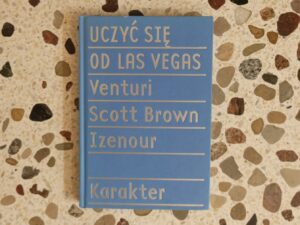 UCZYĆ SIĘ
OD LAS VEGAS
Venturi
Scott Brown
Izenour
Karakter